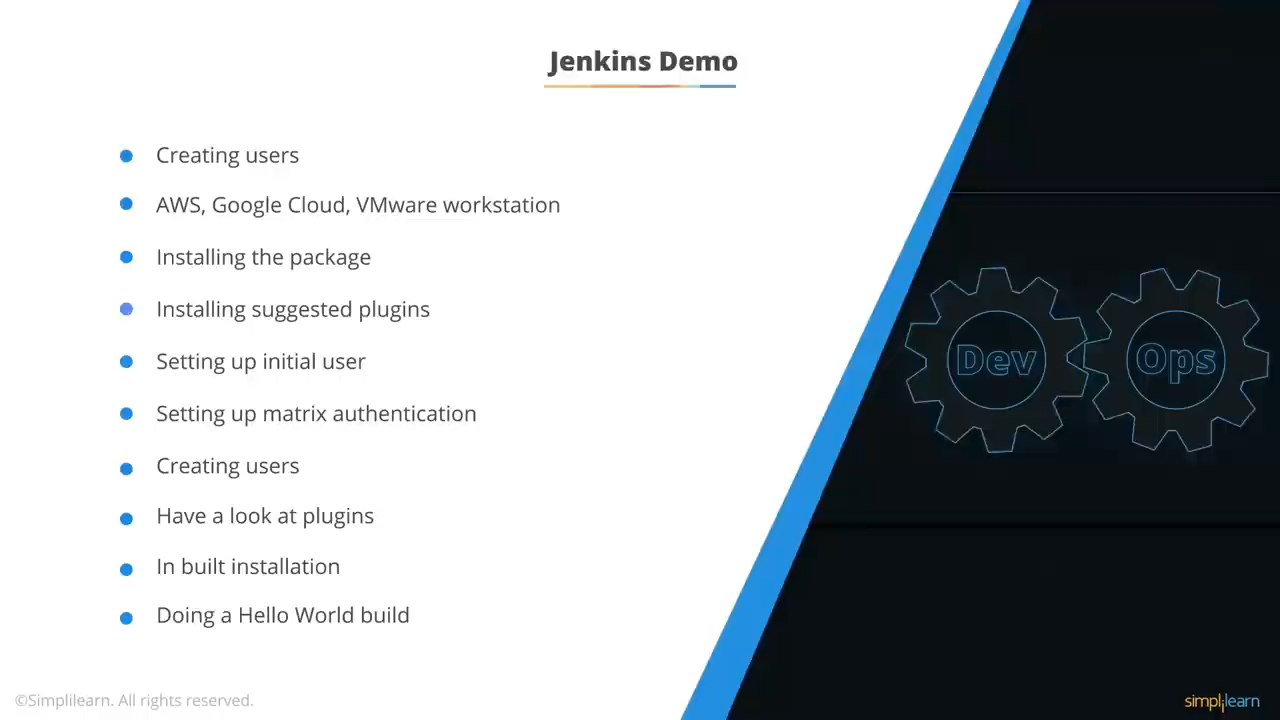 Jenkins Demo
Creating users
AWS, Google Cloud, VMware workstation
Installing the package
Installing suggested plugins
Setting up initial user
Setting up matrix authentication
Creating users
Have a look at plugins
In built installation
Doing a Hello World build
Dev
Ops
©Simplilearn. All rights reserved.
simplilearn